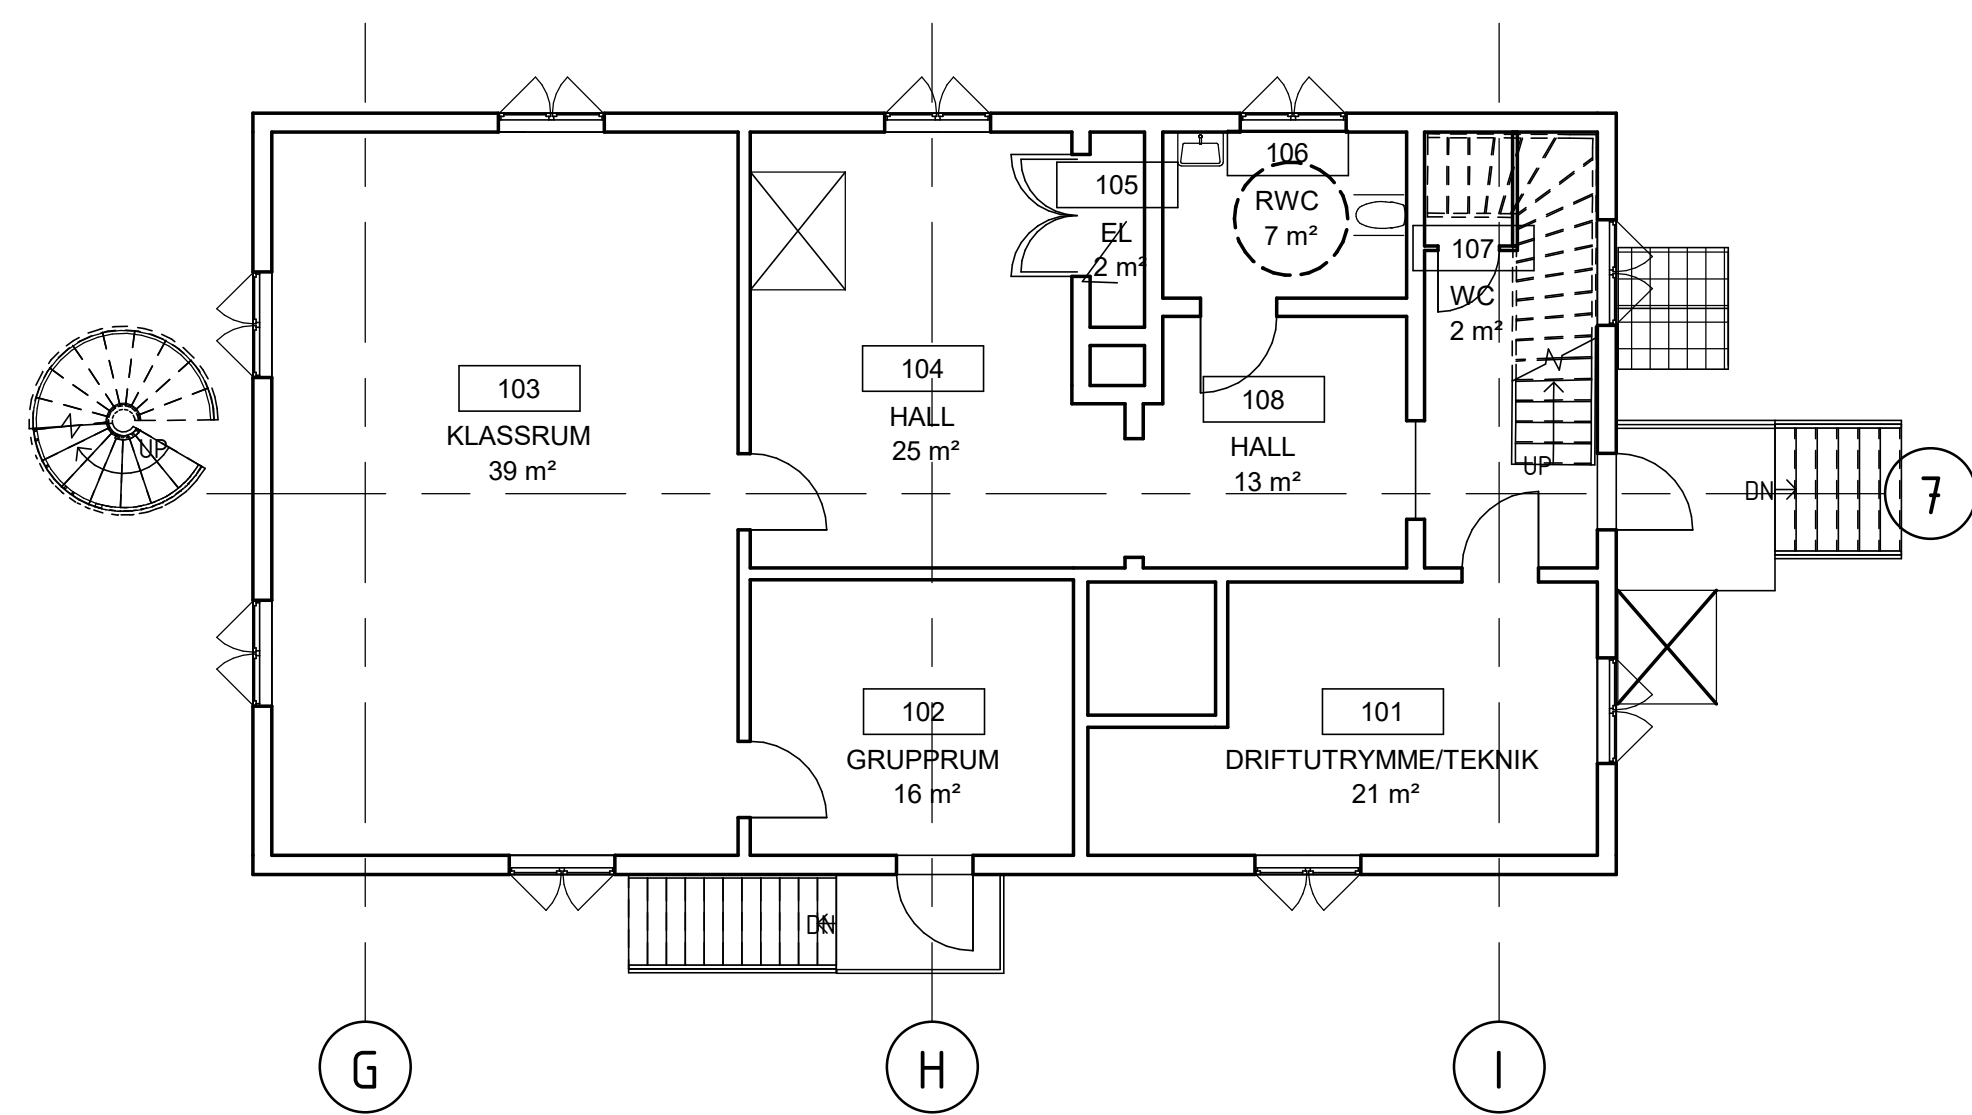 106
RWC
7 m²
105
EL
2 m²
107
WC
2 m²
104
HALL
25 m²
103
KLASSRUM
39 m²
108
HALL
13 m²
UP
UP
DN
7
102
GRUPPRUM
16 m²
101
DRIFTUTRYMME/TEKNIK
21 m²
DN
G
H
I